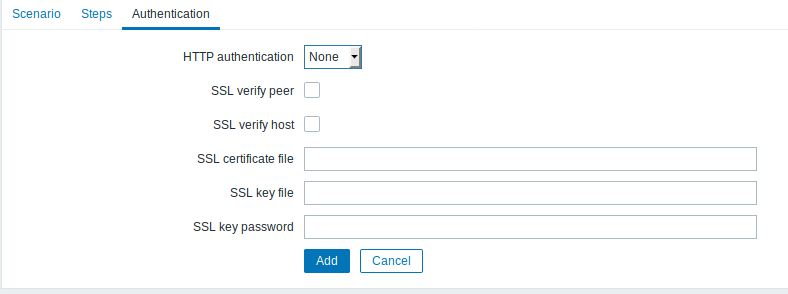 Scenario Steps Authentication
HTTP authentication None
SSL verify peer
SSL verify host
SSL certificate file
SSL key file
SSL key password
Add Cancel